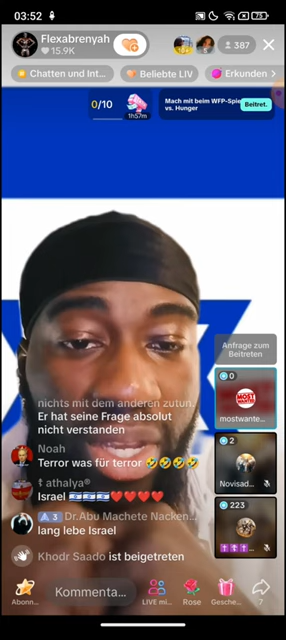 03:52
75
Flexabrenyah
15.9K
387
Chatten und Int...
Beliebte LIV
Erkunden >
0/10
1h57m
Mach mit beim WFP-Spie
vs. Hunger
Beitret.
Anfrage zum
Beitreten
0
MOST
WANTED
mostwante...
nichts mit dem anderen zutun.
Er hat seine Frage absolut
nicht verstanden
Noah
Terror was für terror 🤣🤣🤣🤣
2
Novisad...
athalya®
Israel 🇮🇱🇮🇱🇮🇱❤️❤️❤️❤️
3 Dr.Abu Machete Nacken...
lang lebe Israel
223
✝️✝️✝️...
Khodr Saado ist beigetreten
Abonn...
Kommenta...
LIVE mi...
Rose
Gesche...
7